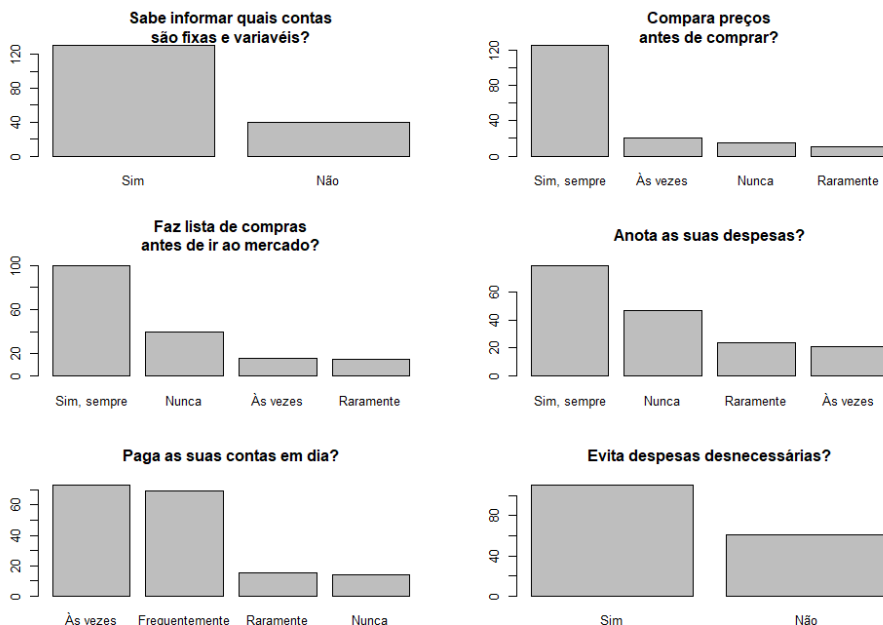 Sabe informar quais contas
são fixas e variavéis?
0 40 80 120
Sim Não
Compara preços
antes de comprar?
0 40 80 120
Sim, sempre Às vezes Nunca Raramente
Faz lista de compras
antes de ir ao mercado?
0 20 60 100
Sim, sempre Nunca Às vezes Raramente
Anota as suas despesas?
0 20 40 60
Sim, sempre Nunca Raramente Às vezes
Paga as suas contas em dia?
0 20 40 60
Às vezes Frequentemente Raramente Nunca
Evita despesas desnecessárias?
0 40 80
Sim Não